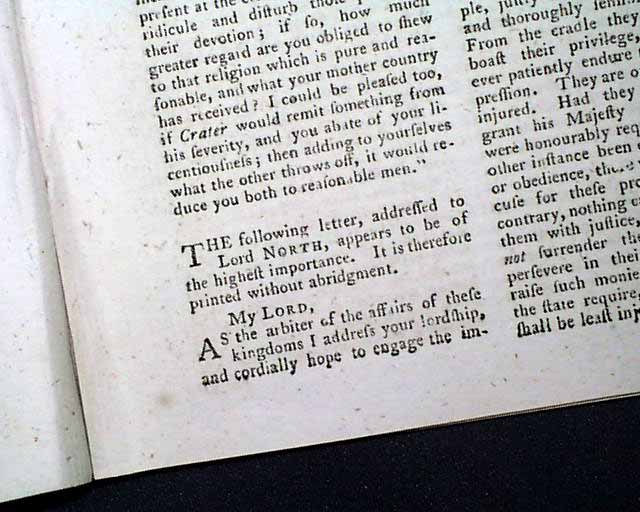 present at the
ridicule and disturb those
their devotion; if so, how much
greater regard are you obliged to ſhew
to that religion which is pure and rea-
ſonable, and what your mother country
has received? I could be pleaſed too,
if Crater would remit ſomething from
his ſeverity, and you abate of your li-
centiouſneſs; then adding to yourſelves
what the other throws off, it would re-
duce you both to reaſonable men."
THE following letter, addreſſed to
Lord NORTH, appears to be of
the higheſt importance. It is therefore
printed without abridgment.
My LORD,
AS the arbiter of the affairs of theſe
kingdoms I addreſs your lordſhip,
and cordially hope to engage the im-
ple, juſtly
and thoroughly
From the cradle they
boaſt their privilege,
ever patiently endure
preſſion. They are o
injured. Had they
grant his Majeſty
were honourably req
other inſtance been
or obedience,
cuſe for theſe pro
contrary, nothing c
them with juſtice,
not ſurrender the
perſevere in their
raiſe ſuch monie
the ſtate require
ſhall be leaſt inj